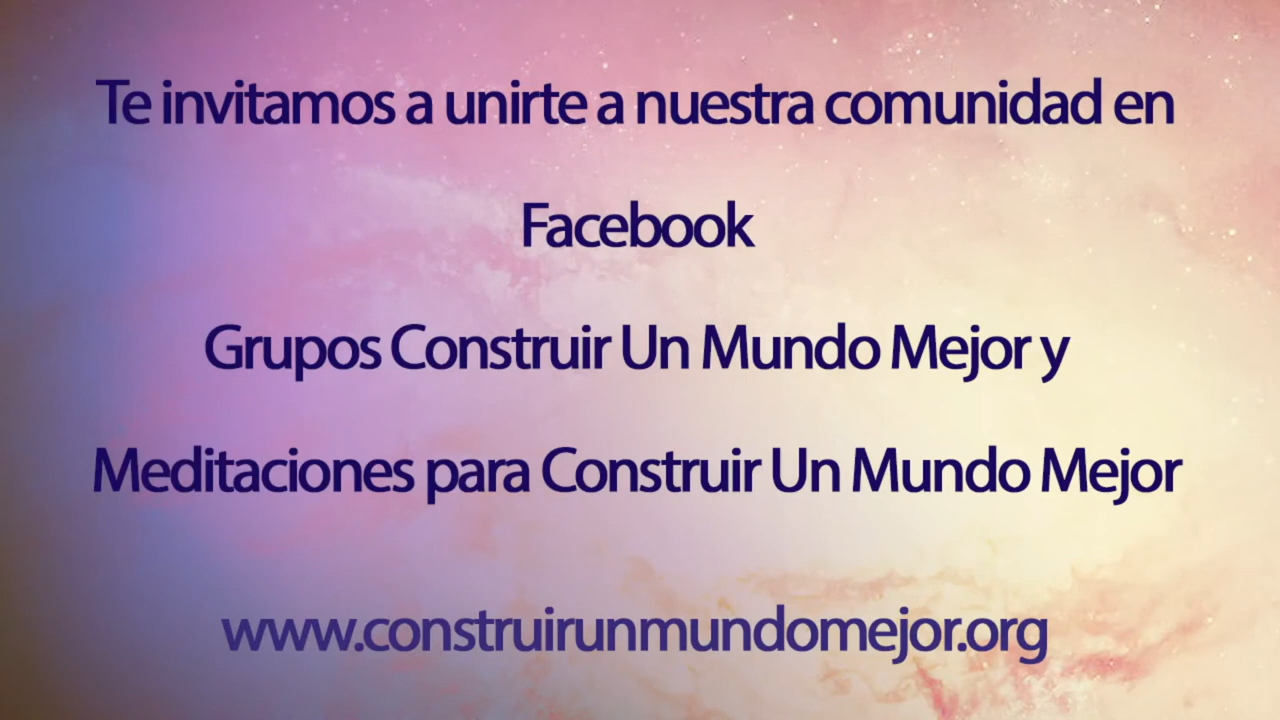 Te invitamos a unirte a nuestra comunidad en
Facebook
Grupos Construir Un Mundo Mejor y
Meditaciones para Construir Un Mundo Mejor
www.construirunmundomejor.org